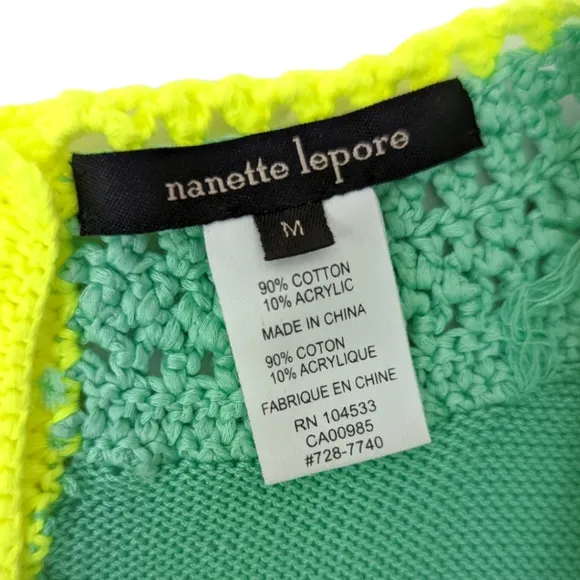 nanette lepore
M
90% COTTON
10% ACRYLIC
MADE IN CHINA
90% COTON
10% ACRYLIQUE
FABRIQUE EN CHINE
RN 104533
CA00985
#728-7740